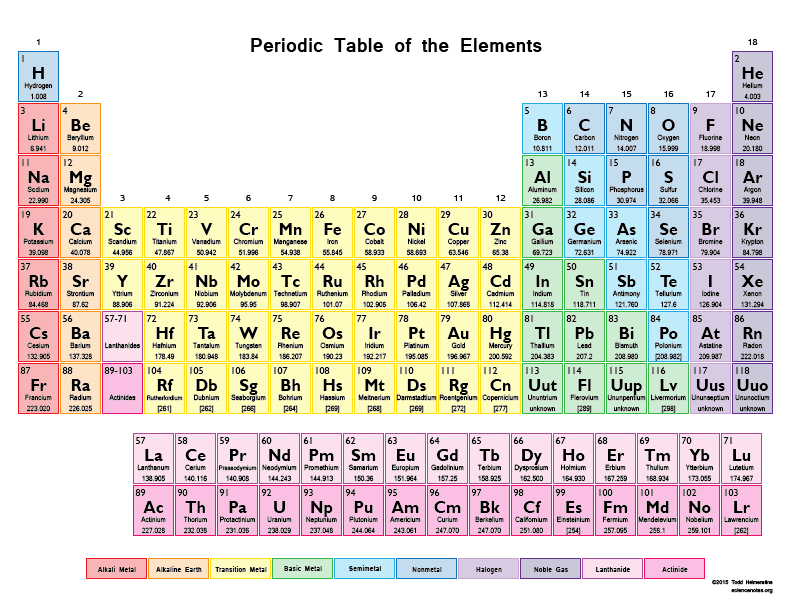 Periodic Table of the Elements
1 18
1 2
H He
Hydrogen Helium
1.008 4.003
2 13 14 15 16 17
3 4 5 6 7 8 9 10
Li Be B C N O F Ne
Lithium Beryllium Boron Carbon Nitrogen Oxygen Fluorine Neon
6.941 9.012 10.811 12.011 14.007 15.999 18.998 20.180
11 12 13 14 15 16 17 18
Na Mg Al Si P S Cl Ar
Sodium Magnesium Aluminum Silicon Phosphorus Sulfur Chlorine Argon
22.990 24.305 26.982 28.086 30.974 32.066 35.453 39.948
3 4 5 6 7 8 9 10 11 12
19 20 21 22 23 24 25 26 27 28 29 30 31 32 33 34 35 36
K Ca Sc Ti V Cr Mn Fe Co Ni Cu Zn Ga Ge As Se Br Kr
Potassium Calcium Scandium Titanium Vanadium Chromium Manganese Iron Cobalt Nickel Copper Zinc Gallium Germanium Arsenic Selenium Bromine Krypton
39.098 40.078 44.956 47.867 50.942 51.996 54.938 55.845 58.933 58.693 63.546 65.38 69.723 72.631 74.922 78.971 79.904 84.798
37 38 39 40 41 42 43 44 45 46 47 48 49 50 51 52 53 54
Rb Sr Y Zr Nb Mo Tc Ru Rh Pd Ag Cd In Sn Sb Te I Xe
Rubidium Strontium Yttrium Zirconium Niobium Molybdenum Technetium Ruthenium Rhodium Palladium Silver Cadmium Indium Tin Antimony Tellurium Iodine Xenon
84.468 87.62 88.906 91.224 92.906 95.95 98.907 101.07 102.906 106.42 107.868 112.414 114.818 118.711 121.760 127.6 126.904 131.294
55 56 57-71 72 73 74 75 76 77 78 79 80 81 82 83 84 85 86
Cs Ba Hf Ta W Re Os Ir Pt Au Hg Tl Pb Bi Po At Rn
Cesium Barium Lanthanides Hafnium Tantalum Tungsten Rhenium Osmium Iridium Platinum Gold Mercury Thallium Lead Bismuth Polonium Astatine Radon
132.905 137.328 178.49 180.948 183.84 186.207 190.23 192.217 195.085 196.967 200.592 204.383 207.2 208.980 [208.982] 209.987 222.018
87 88 89-103 104 105 106 107 108 109 110 111 112 113 114 115 116 117 118
Fr Ra Rf Db Sg Bh Hs Mt Ds Rg Cn Uut Fl Uup Lv Uus Uuo
Francium Radium Actinides Rutherfordium Dubnium Seaborgium Bohrium Hassium Meitnerium Darmstadtium Roentgenium Copernicium Ununtrium Flerovium Ununpentium Livermorium Ununseptium Ununoctium
223.020 226.025 [261] [262] [266] [264] [269] [268] [269] [272] [277] unknown [289] unknown [298] unknown unknown
57 58 59 60 61 62 63 64 65 66 67 68 69 70 71
La Ce Pr Nd Pm Sm Eu Gd Tb Dy Ho Er Tm Yb Lu
Lanthanum Cerium Praseodymium Neodymium Promethium Samarium Europium Gadolinium Terbium Dysprosium Holmium Erbium Thulium Ytterbium Lutetium
138.905 140.116 140.908 144.243 144.913 150.36 151.964 157.25 158.925 162.500 164.930 167.259 168.934 173.055 174.967
89 90 91 92 93 94 95 96 97 98 99 100 101 102 103
Ac Th Pa U Np Pu Am Cm Bk Cf Es Fm Md No Lr
Actinium Thorium Protactinium Uranium Neptunium Plutonium Americium Curium Berkelium Californium Einsteinium Fermium Mendelevium Nobelium Lawrencium
227.028 232.038 231.036 238.029 237.048 244.064 243.061 247.070 247.070 251.080 [254] 257.095 258.1 259.101 [262]
Alkali Metal Alkaline Earth Transition Metal Basic Metal Semimetal Nonmetal Halogen Noble Gas Lanthanide Actinide
©2015 Todd Helmenstine
sciencenotes.org